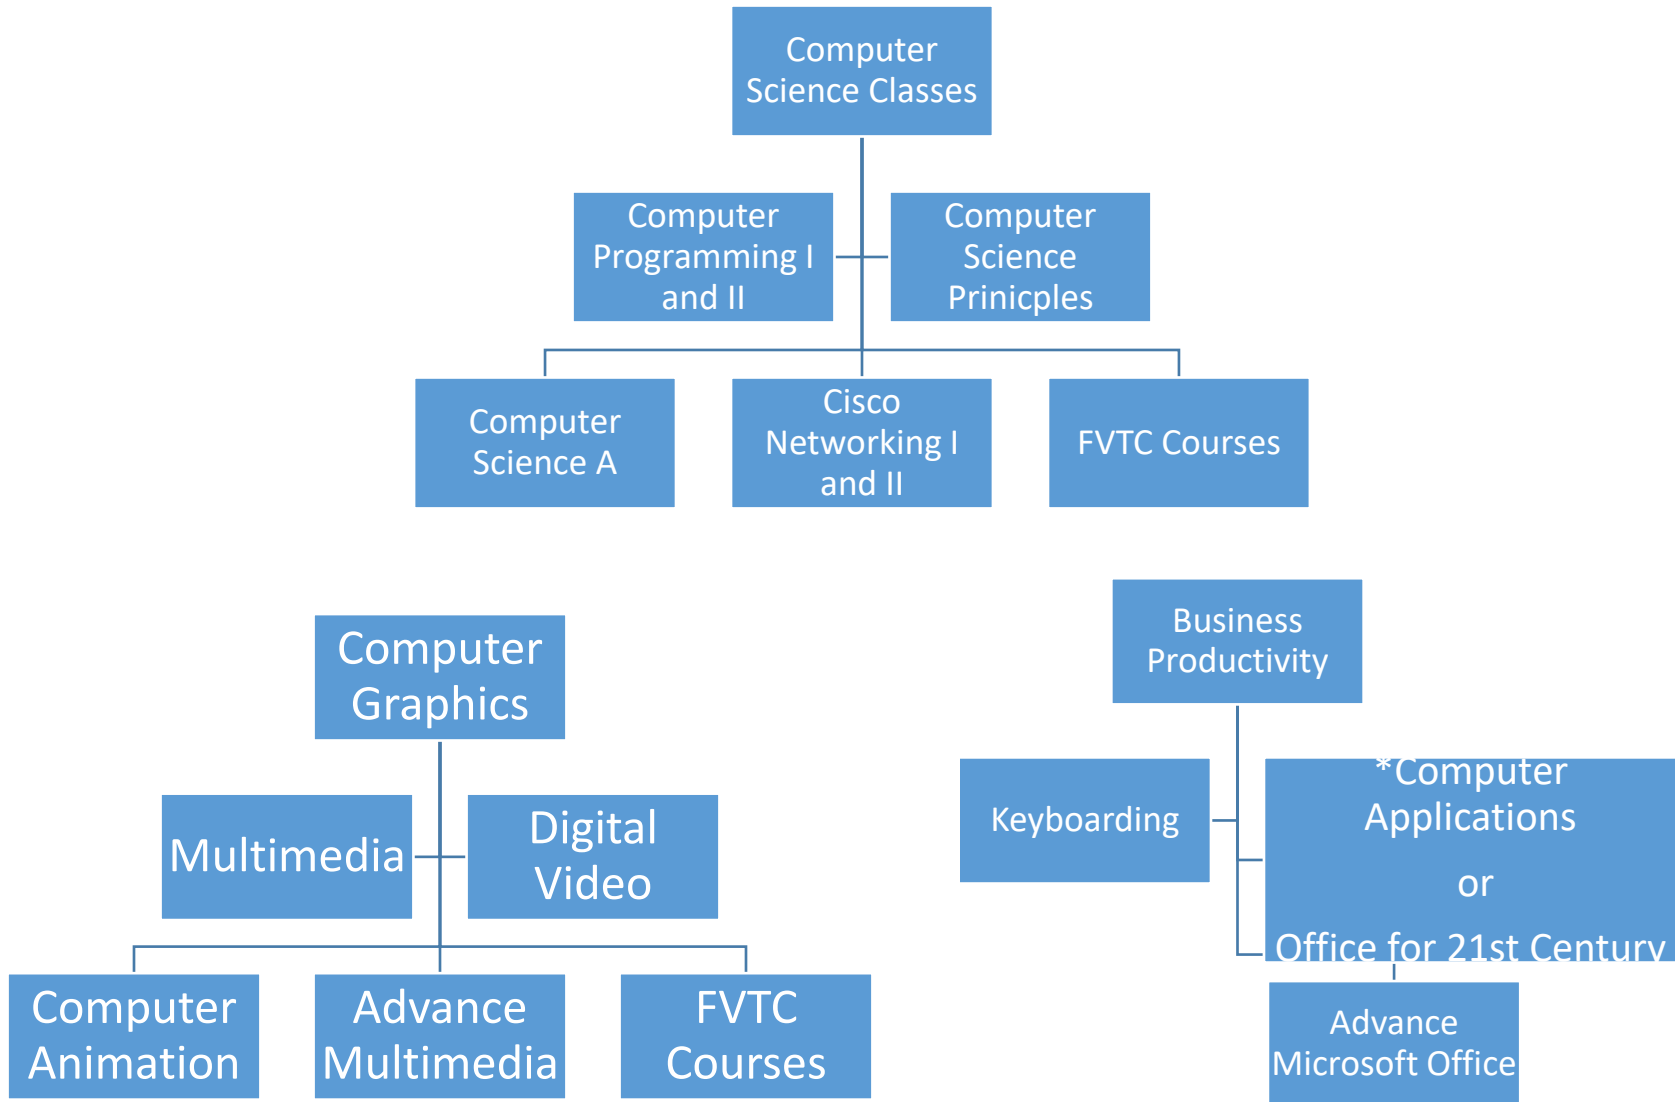 Computer
Science Classes
Computer
Programming I
and II
Computer
Science
Prinicples
Computer
Science A
Cisco
Networking I
and II
FVTC Courses
Computer
Graphics
Multimedia
Digital
Video
Computer
Animation
Advance
Multimedia
FVTC
Courses
Business
Productivity
Keyboarding
*Computer
Applications
or
Office for 21st Century
Advance
Microsoft Office